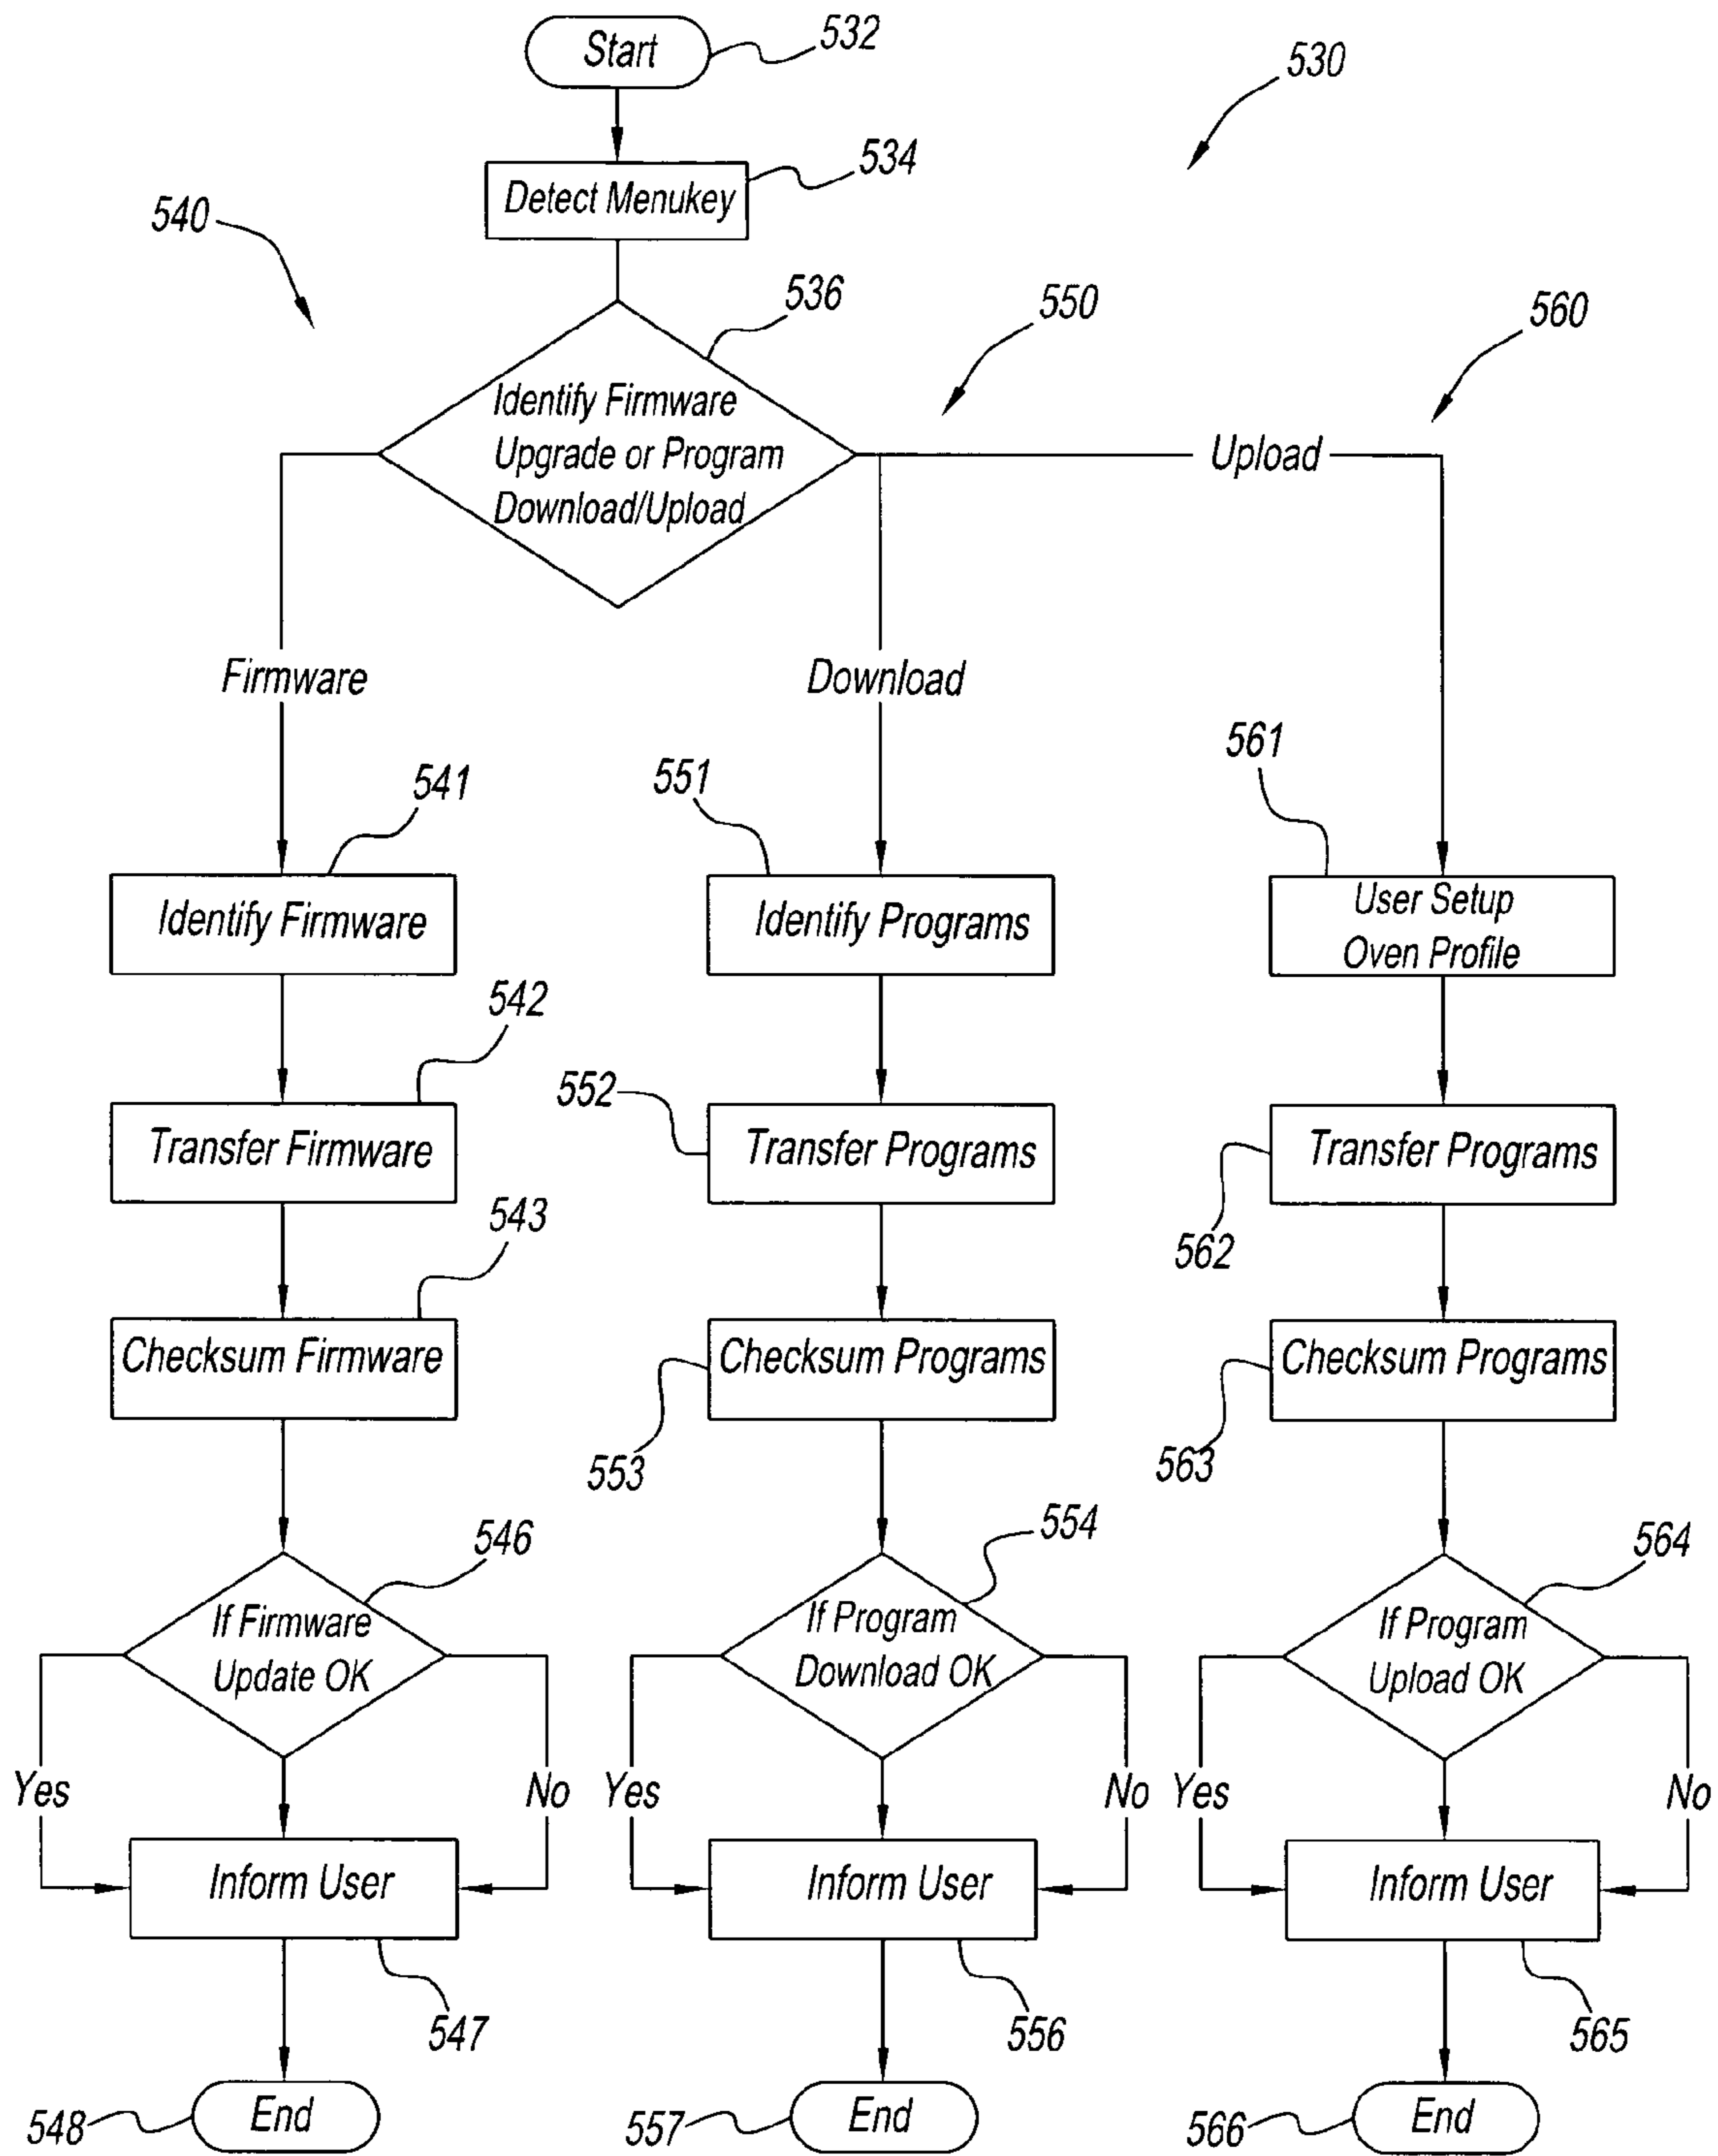 Start
532
530
Detect Menukey
534
540
536
550
560
Identify Firmware
Upgrade or Program
Download/Upload
Upload
Firmware
Download
541
551
561
Identify Firmware
Identify Programs
User Setup
Oven Profile
542
552
562
Transfer Firmware
Transfer Programs
Transfer Programs
543
553
563
Checksum Firmware
Checksum Programs
Checksum Programs
546
554
564
If Firmware
Update OK
If Program
Download OK
If Program
Upload OK
Yes
No
Yes
No
Yes
No
Inform User
Inform User
Inform User
547
556
565
548
End
557
End
566
End